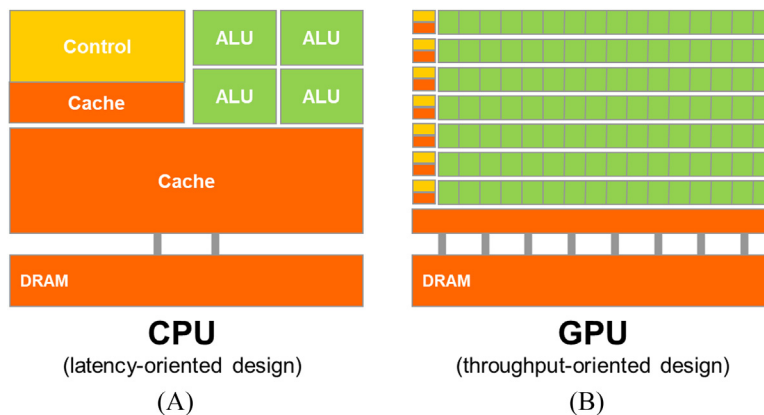 Control
ALU
ALU
Cache
ALU
ALU
Cache
DRAM
CPU
(latency-oriented design)
(A)
DRAM
GPU
(throughput-oriented design)
(B)